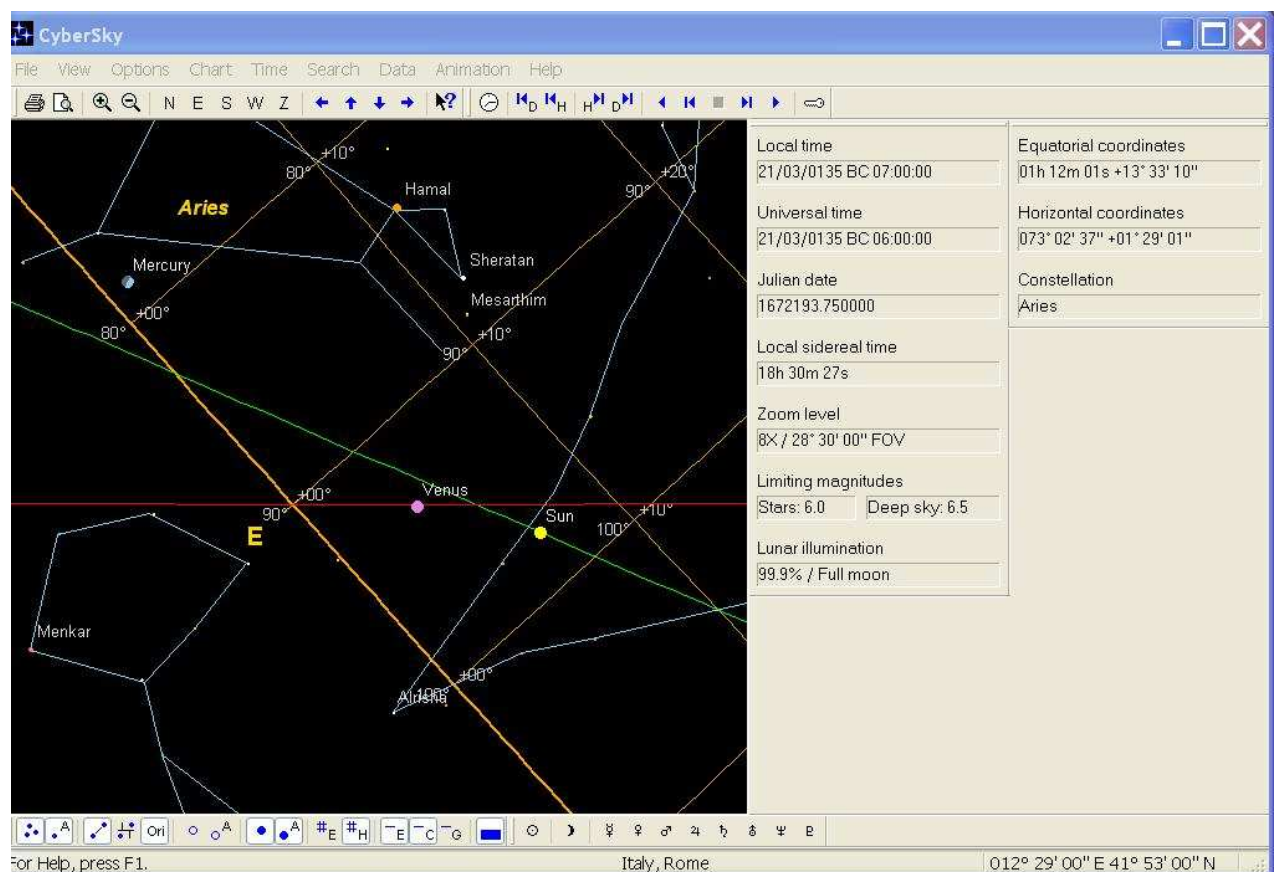 CyberSky
File View Options Chart Time Search Data Animation Help
N E S W Z ? D H H D
+10°
80°
+20°
90°
Hamal
Aries
Sheratan
Mercury
Mesarthim
+00°
80°
+10°
90°
Venus
+00°
90°
Sun
+10°
100°
E
Menkar
+00°
100°
Alrisha
Local time
21/03/0135 BC 07:00:00
Universal time
21/03/0135 BC 06:00:00
Julian date
1672193.750000
Local sidereal time
18h 30m 27s
Zoom level
8X / 28° 30' 00" FOV
Limiting magnitudes
Stars: 6.0 Deep sky: 6.5
Lunar illumination
99.9% / Full moon
Equatorial coordinates
01h 12m 01s +13° 33' 10"
Horizontal coordinates
073° 02' 37" +01° 29' 01"
Constellation
Aries
A Ori A A #E #H E C G
For Help, press F1. Italy, Rome 012° 29' 00" E 41° 53' 00" N